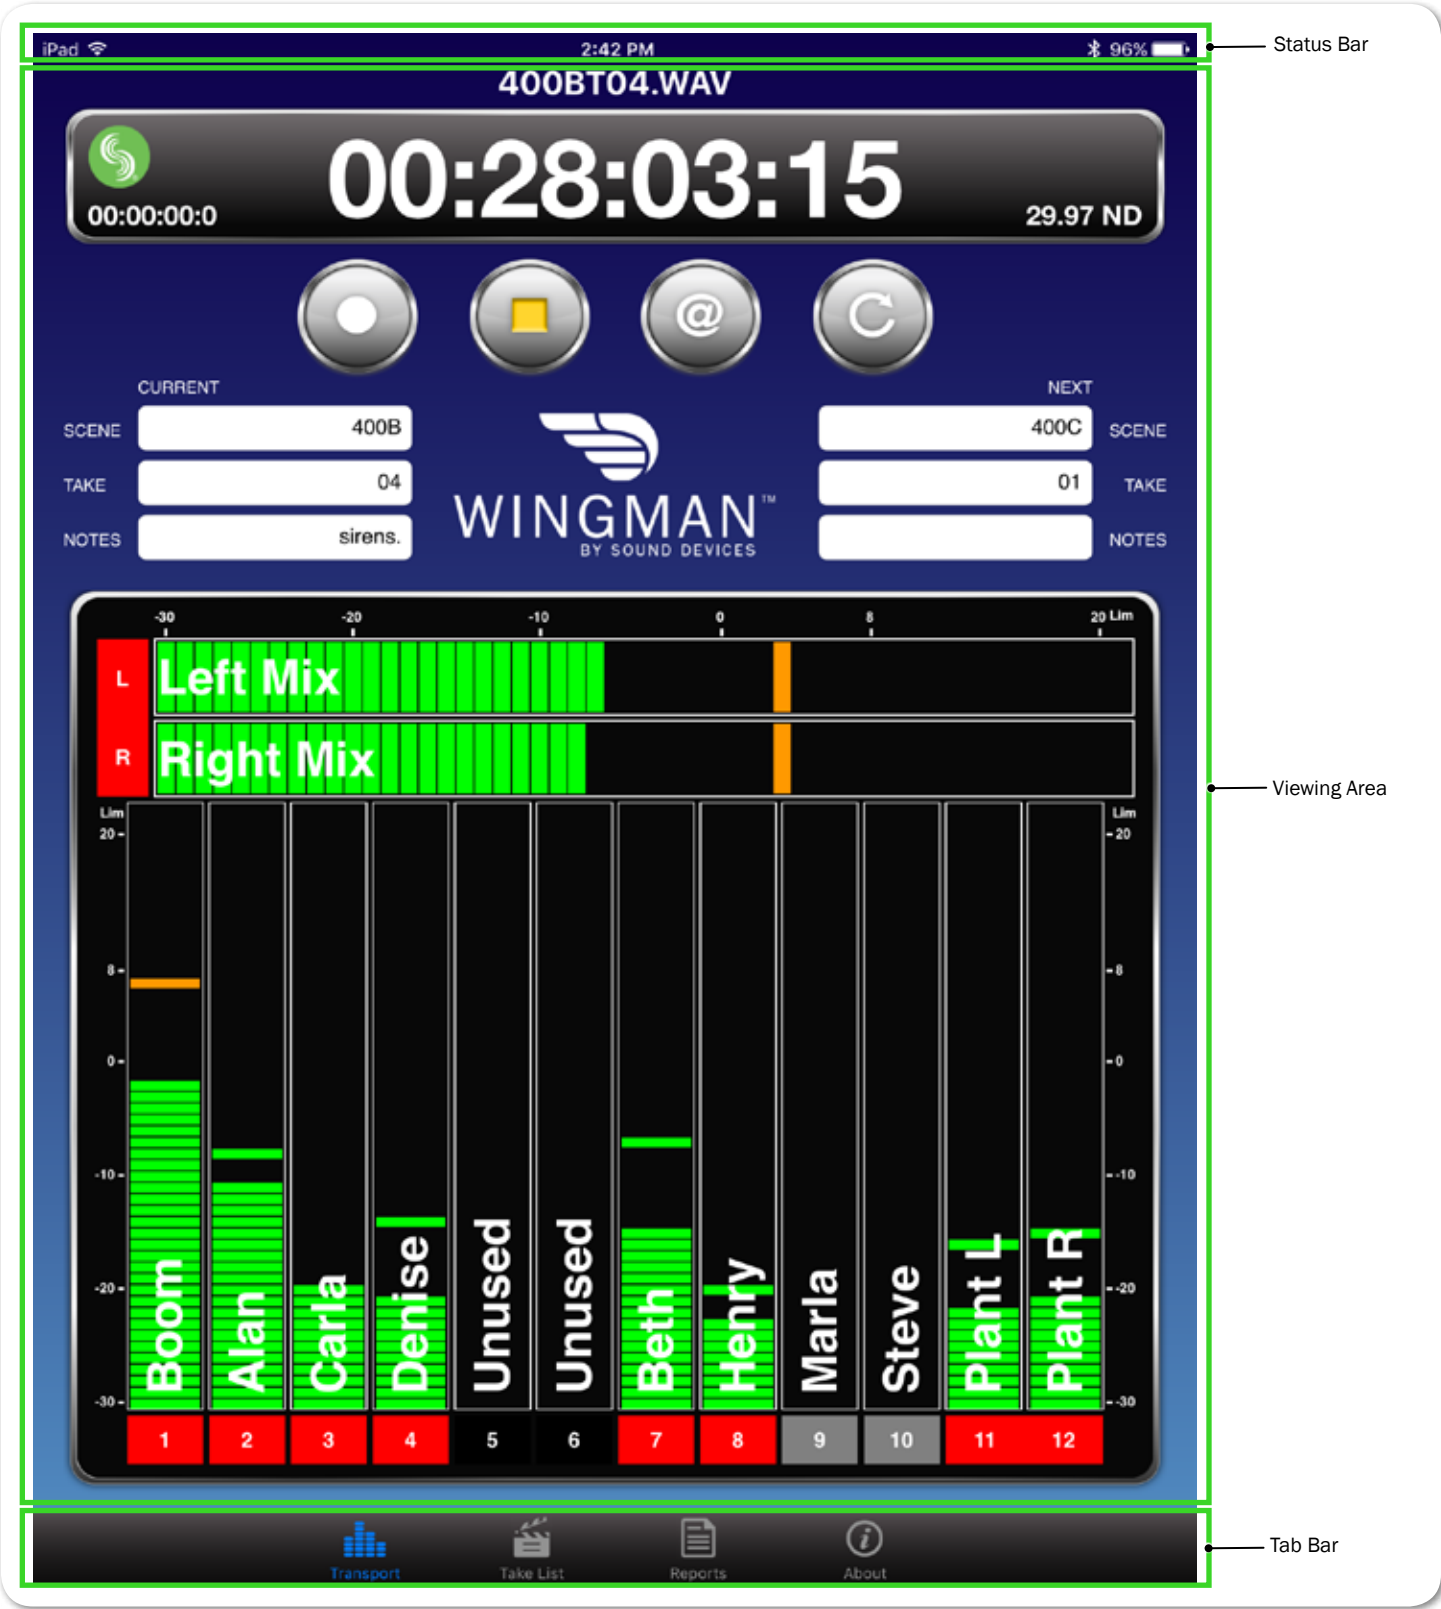 iPad 2:42 PM 96%
Status Bar
400BT04.WAV
00:28:03:15
00:00:00:0
29.97 ND
@
CURRENT NEXT
SCENE 400B 400C SCENE
TAKE 04 01 TAKE
NOTES sirens. NOTES
WINGMAN™
BY SOUND DEVICES
-30 -20 -10 0 8 20 Lim
L Left Mix
R Right Mix
Viewing Area
Lim Lim
20 20
8 8
0 0
-10 -10
-20 -20
-30 -30
Boom
Alan
Carla
Denise
Unused
Unused
Beth
Henry
Marla
Steve
Plant L
Plant R
1 2 3 4 5 6 7 8 9 10 11 12
Transport Take List Reports About
Tab Bar